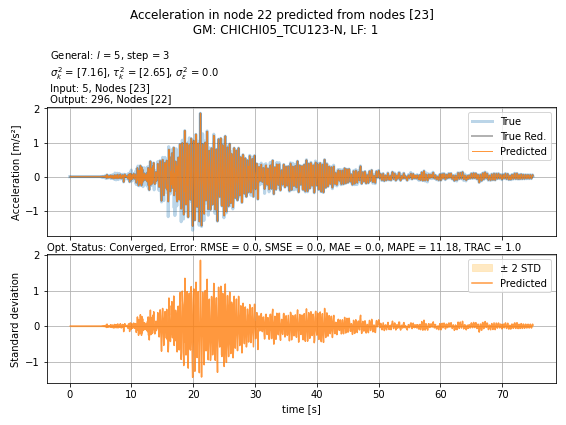 Acceleration in node 22 predicted from nodes [23]
GM: CHICHI05_TCU123-N, LF: 1
General: l = 5, step = 3
σ²ₖ = [7.16], τ²ₖ = [2.65], σ²ε = 0.0
Input: 5, Nodes [23]
Output: 296, Nodes [22]
2
1
0
−1
Acceleration [m/s²]
True
True Red.
Predicted
Opt. Status: Converged, Error: RMSE = 0.0, SMSE = 0.0, MAE = 0.0, MAPE = 11.18, TRAC = 1.0
2
1
0
−1
Standard deviation
± 2 STD
Predicted
0 10 20 30 40 50 60 70
time [s]